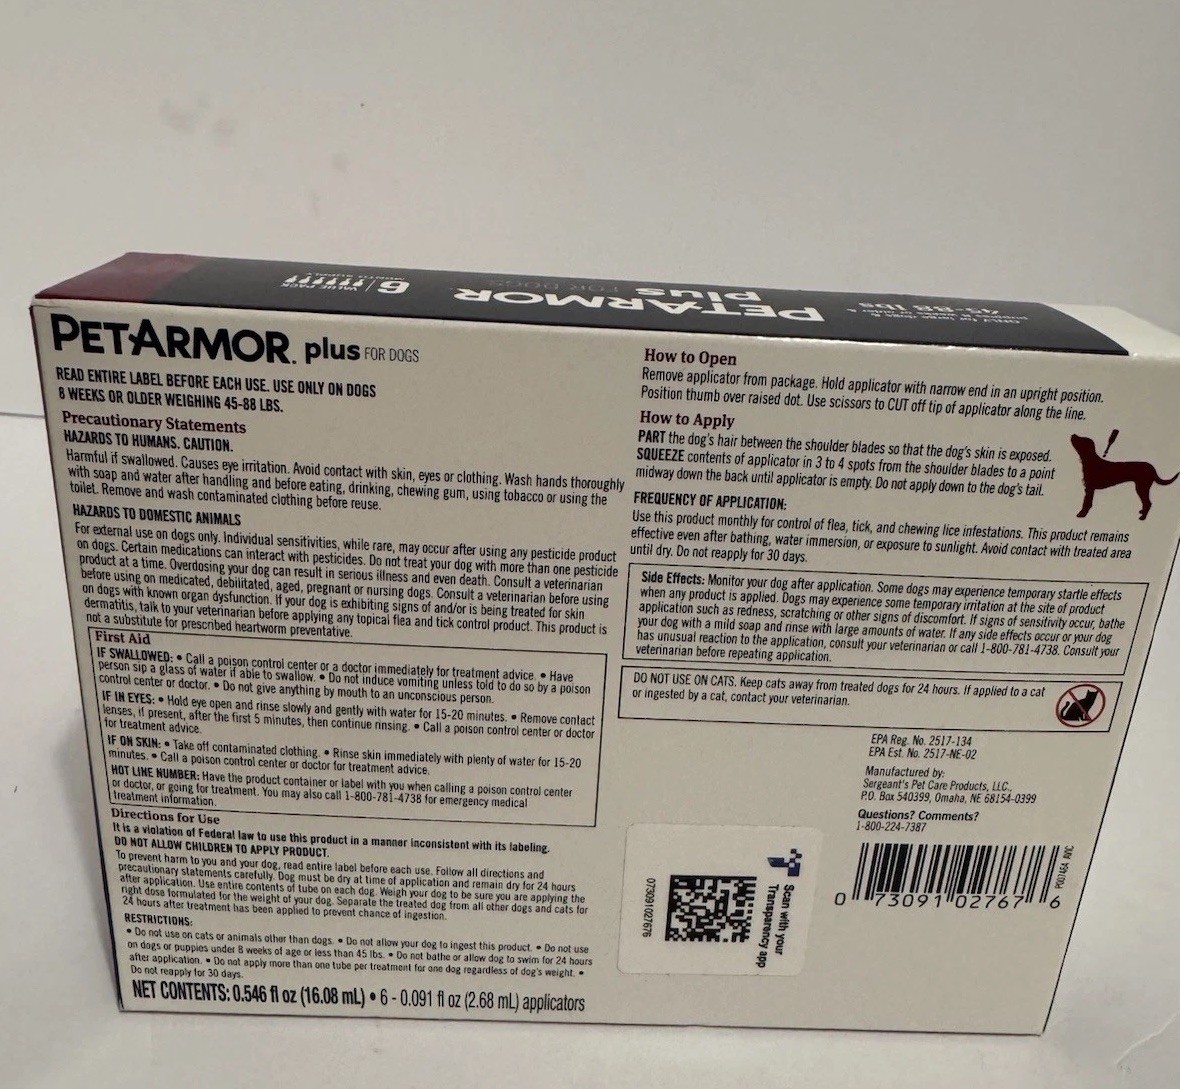 6
VALUE PACK
MONTH SUPPLY
PETARMOR
plus
FOR DOGS
45-88 lbs
PETARMOR. plus FOR DOGS
READ ENTIRE LABEL BEFORE EACH USE. USE ONLY ON DOGS
8 WEEKS OR OLDER WEIGHING 45-88 LBS.
Precautionary Statements
HAZARDS TO HUMANS. CAUTION.
Harmful if swallowed. Causes eye irritation. Avoid contact with skin, eyes or clothing. Wash hands thoroughly
with soap and water after handling and before eating, drinking, chewing gum, using tobacco or using the
toilet. Remove and wash contaminated clothing before reuse.
HAZARDS TO DOMESTIC ANIMALS
For external use on dogs only. Individual sensitivities, while rare, may occur after using any pesticide product
on dogs. Certain medications can interact with pesticides. Do not treat your dog with more than one pesticide
product at a time. Overdosing your dog can result in serious illness and even death. Consult a veterinarian
before using on medicated, debilitated, aged, pregnant or nursing dogs. Consult a veterinarian before using
on dogs with known organ dysfunction. If your dog is exhibiting signs of and/or is being treated for skin
dermatitis, talk to your veterinarian before applying any topical flea and tick control product. This product is
not a substitute for prescribed heartworm preventative.
First Aid
IF SWALLOWED: • Call a poison control center or a doctor immediately for treatment advice. • Have
person sip a glass of water if able to swallow. • Do not induce vomiting unless told to do so by a poison
control center or doctor. • Do not give anything by mouth to an unconscious person.
IF IN EYES: • Hold eye open and rinse slowly and gently with water for 15-20 minutes. • Remove contact
lenses, if present, after the first 5 minutes, then continue rinsing. • Call a poison control center or doctor
for treatment advice.
IF ON SKIN: • Take off contaminated clothing. • Rinse skin immediately with plenty of water for 15-20
minutes. • Call a poison control center or doctor for treatment advice.
HOT LINE NUMBER: Have the product container or label with you when calling a poison control center
or doctor, or going for treatment. You may also call 1-800-781-4738 for emergency medical
treatment information.
Directions for Use
It is a violation of Federal law to use this product in a manner inconsistent with its labeling.
DO NOT ALLOW CHILDREN TO APPLY PRODUCT.
To prevent harm to you and your dog, read entire label before each use. Follow all directions and
precautionary statements carefully. Dog must be dry at time of application and remain dry for 24 hours
after application. Use entire contents of tube on each dog. Weigh your dog to be sure you are applying the
right dose formulated for the weight of your dog. Separate the treated dog from all other dogs and cats for
24 hours after treatment has been applied to prevent chance of ingestion.
RESTRICTIONS:
• Do not use on cats or animals other than dogs. • Do not allow your dog to ingest this product. • Do not use
on dogs or puppies under 8 weeks of age or less than 45 lbs. • Do not bathe or allow dog to swim for 24 hours
after application. • Do not apply more than one tube per treatment for one dog regardless of dog's weight. •
Do not reapply for 30 days.
NET CONTENTS: 0.546 fl oz (16.08 mL) • 6 - 0.091 fl oz (2.68 mL) applicators
How to Open
Remove applicator from package. Hold applicator with narrow end in an upright position.
Position thumb over raised dot. Use scissors to CUT off tip of applicator along the line.
How to Apply
PART the dog's hair between the shoulder blades so that the dog's skin is exposed.
SQUEEZE contents of applicator in 3 to 4 spots from the shoulder blades to a point
midway down the back until applicator is empty. Do not apply down to the dog's tail.
FREQUENCY OF APPLICATION:
Use this product monthly for control of flea, tick, and chewing lice infestations. This product remains
effective even after bathing, water immersion, or exposure to sunlight. Avoid contact with treated area
until dry. Do not reapply for 30 days.
Side Effects: Monitor your dog after application. Some dogs may experience temporary startle effects
when any product is applied. Dogs may experience some temporary irritation at the site of product
application such as redness, scratching or other signs of discomfort. If signs of sensitivity occur, bathe
your dog with a mild soap and rinse with large amounts of water. If any side effects occur or your dog
has unusual reaction to the application, consult your veterinarian or call 1-800-781-4738. Consult your
veterinarian before repeating application.
DO NOT USE ON CATS. Keep cats away from treated dogs for 24 hours. If applied to a cat
or ingested by a cat, contact your veterinarian.
EPA Reg. No. 2517-134
EPA Est. No. 2517-NE-02
Manufactured by:
Sergeant's Pet Care Products, LLC.,
P.O. Box 540399, Omaha, NE 68154-0399
Questions? Comments?
1-800-224-7387
0 73091 02767 6
073091027676
Scan with your
Transparency app